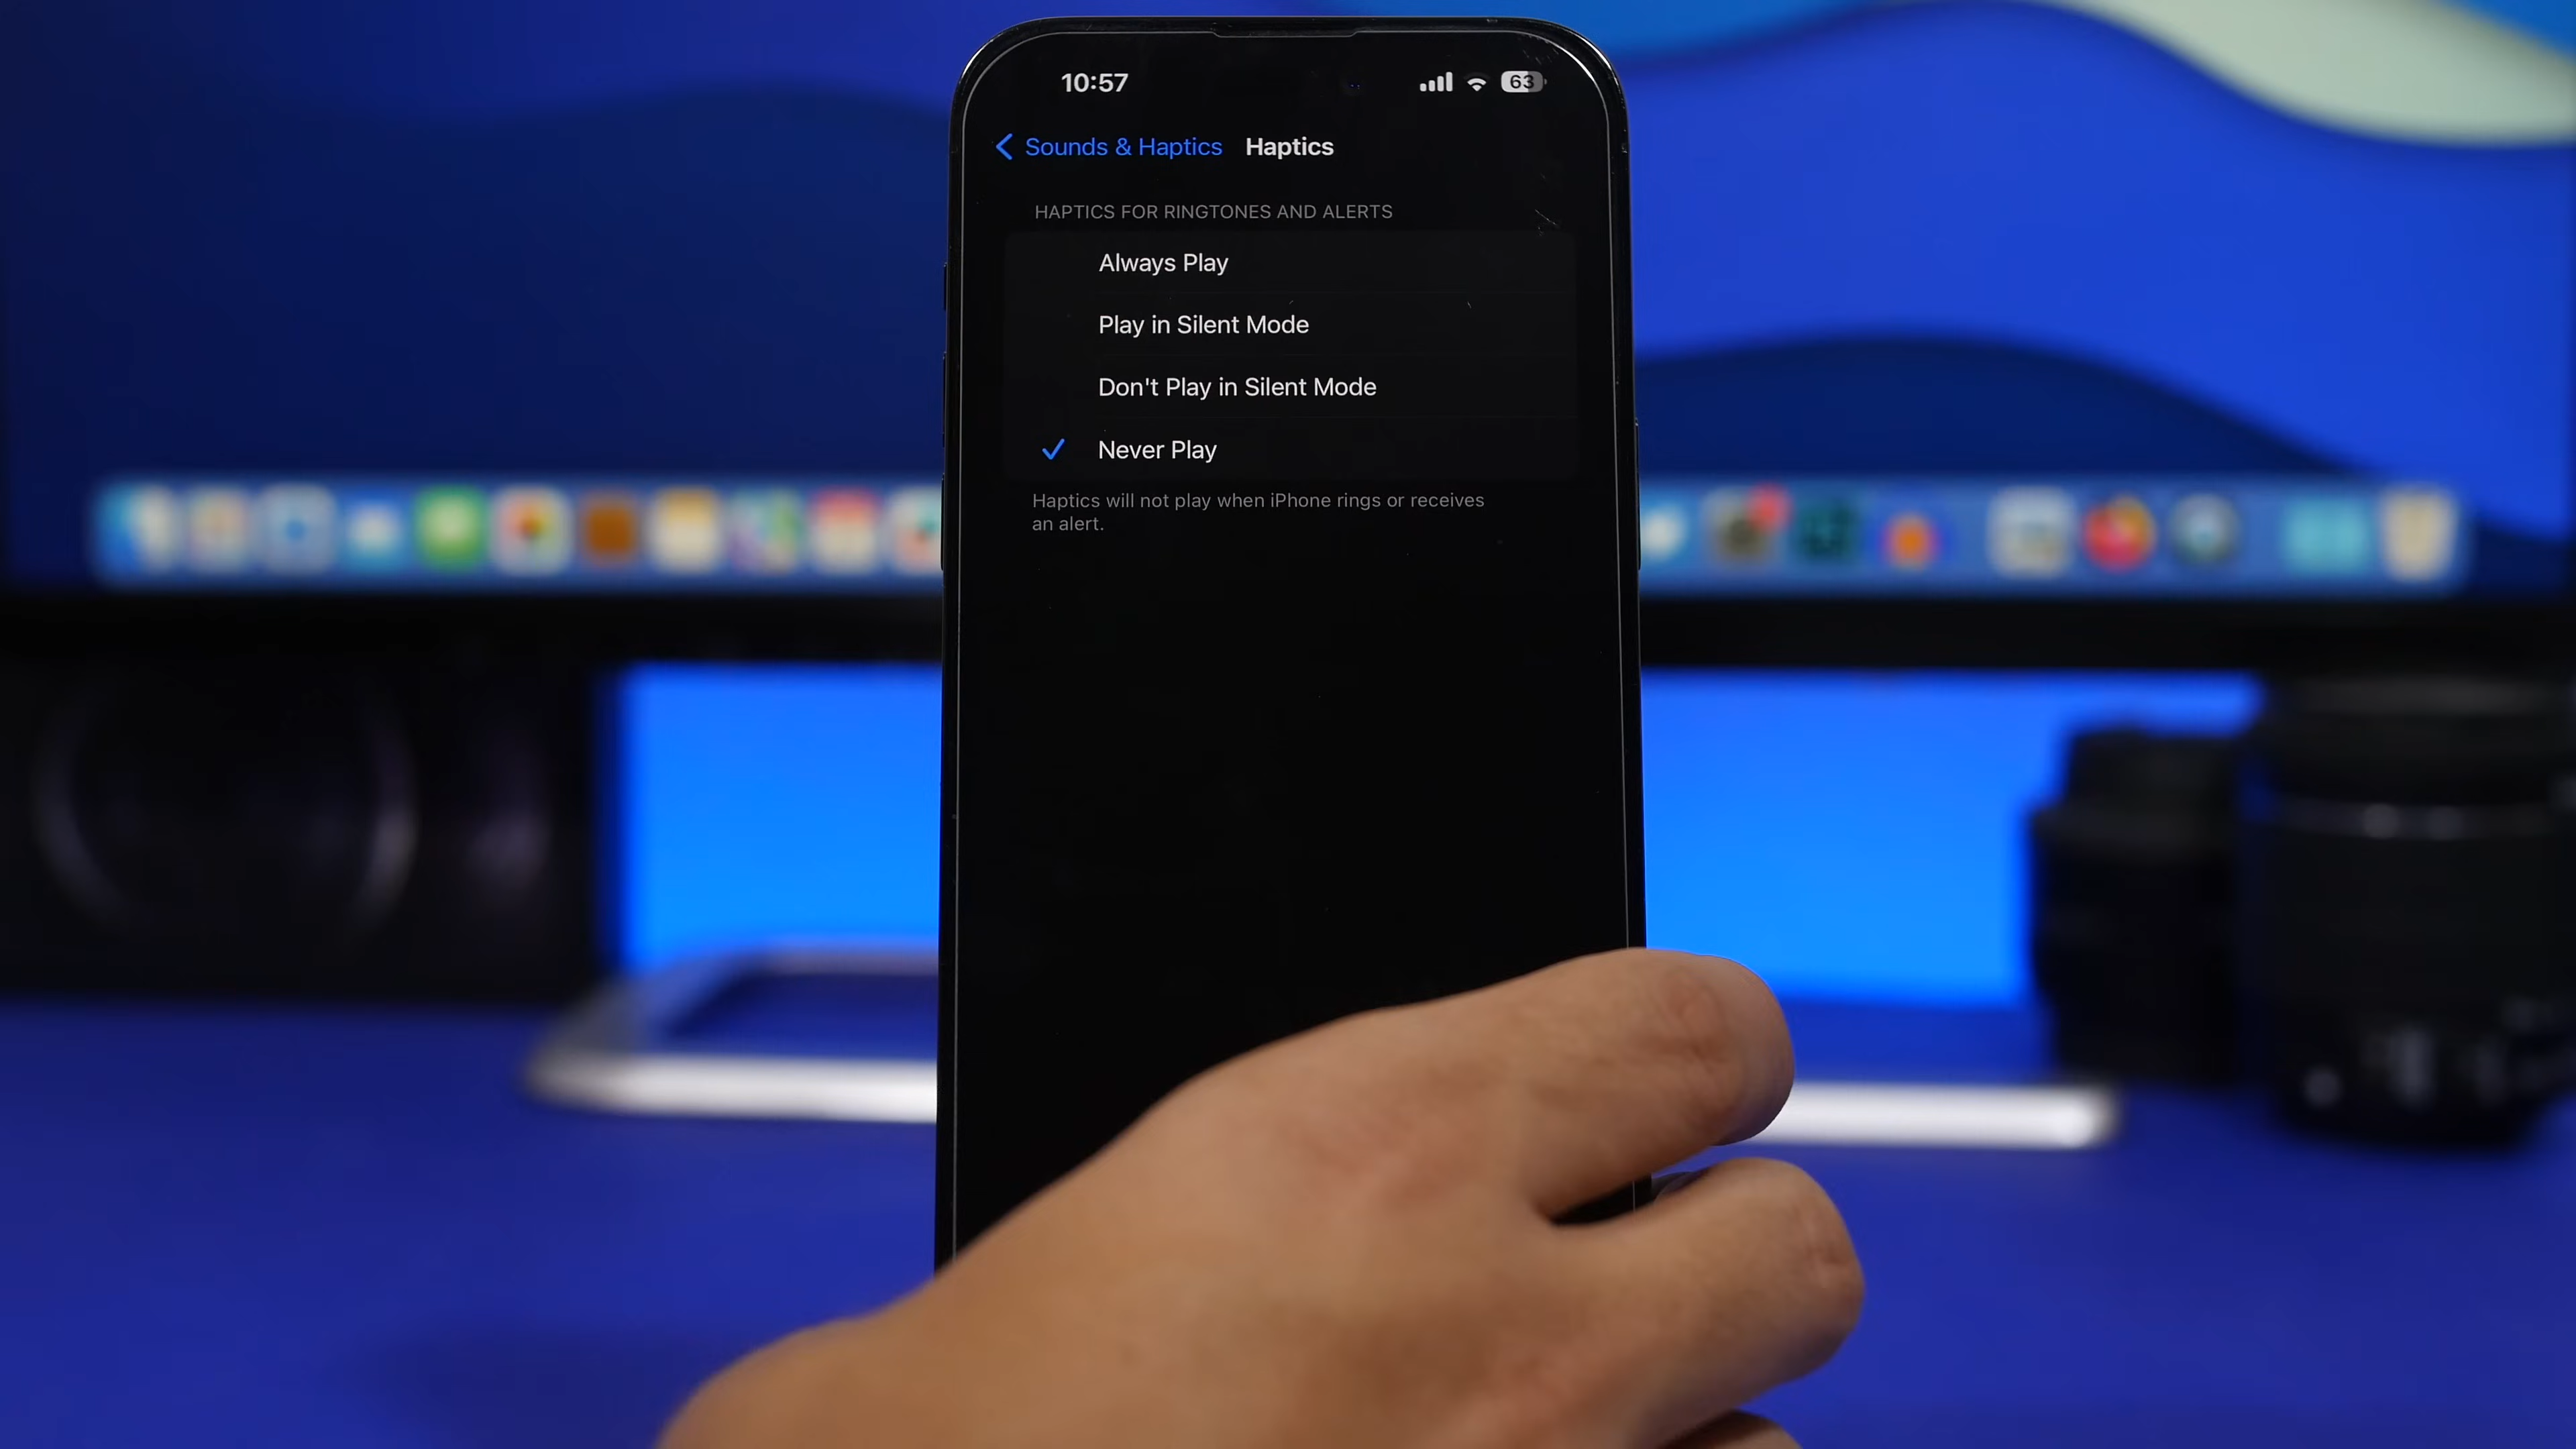 10:57 63
Sounds & Haptics Haptics
HAPTICS FOR RINGTONES AND ALERTS
Always Play
Play in Silent Mode
Don't Play in Silent Mode
Never Play
Haptics will not play when iPhone rings or receives
an alert.